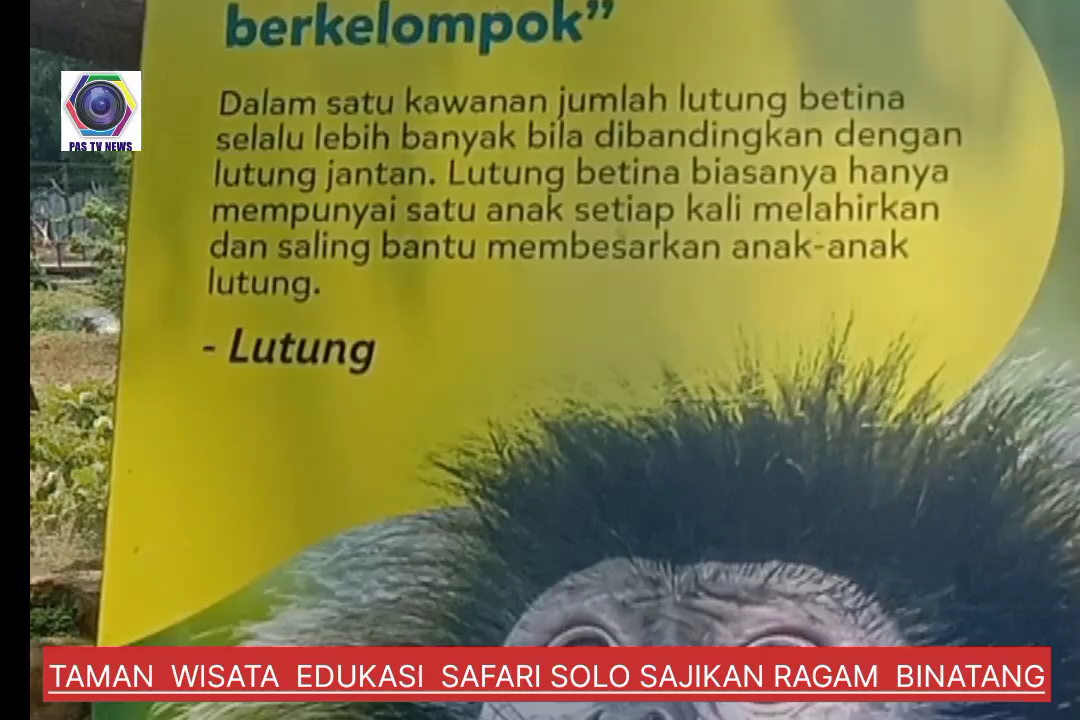 berkelompok”
PAS TV NEWS
Dalam satu kawanan jumlah lutung betina
selalu lebih banyak bila dibandingkan dengan
lutung jantan. Lutung betina biasanya hanya
mempunyai satu anak setiap kali melahirkan
dan saling bantu membesarkan anak-anak
lutung.
- Lutung
TAMAN WISATA EDUKASI SAFARI SOLO SAJIKAN RAGAM BINATANG